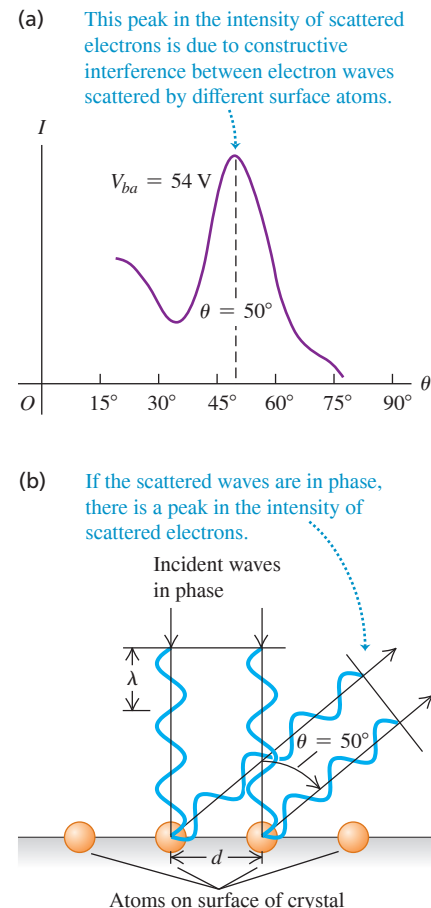 (a) This peak in the intensity of scattered
electrons is due to constructive
interference between electron waves
scattered by different surface atoms.
I
V_ba = 54 V
θ = 50°
O 15° 30° 45° 60° 75° 90° θ
(b) If the scattered waves are in phase,
there is a peak in the intensity of
scattered electrons.
Incident waves
in phase
λ
θ = 50°
d
Atoms on surface of crystal